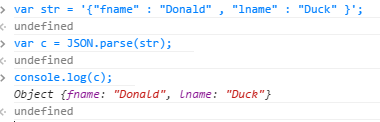 var str = '{"fname" : "Donald" , "lname" : "Duck" }';
undefined
var c = JSON.parse(str);
undefined
console.log(c);
Object {fname: "Donald", lname: "Duck"}
undefined